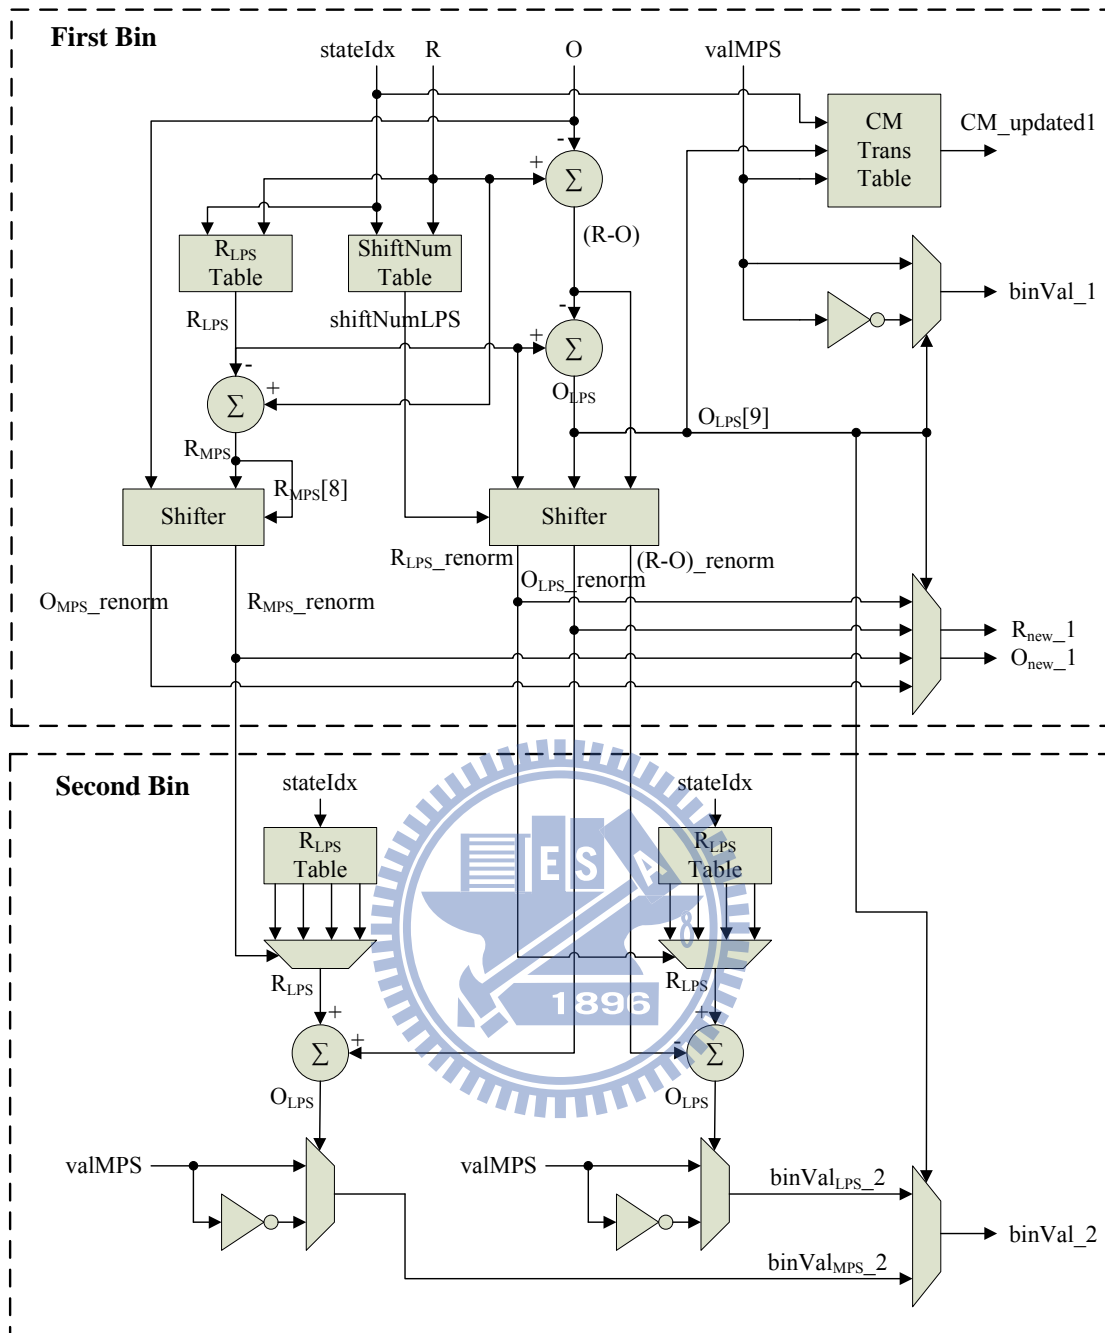 First Bin
stateIdx R O valMPS
CM Trans Table
CM_updated1
-
+
Σ
(R-O)
RLPS Table
ShiftNum Table
binVal_1
RLPS
shiftNumLPS
-
+
Σ
OLPS
-
+
Σ
OLPS[9]
RMPS
RMPS[8]
Shifter
Shifter
RLPS_renorm
OLPS_renorm
(R-O)_renorm
OMPS_renorm
RMPS_renorm
Rnew_1
Onew_1
Second Bin
stateIdx
stateIdx
RLPS Table
RLPS Table
E S A
RLPS
RLPS
1896
+
+
Σ
+
-
Σ
OLPS
OLPS
valMPS
valMPS
binValLPS_2
binVal_2
binValMPS_2